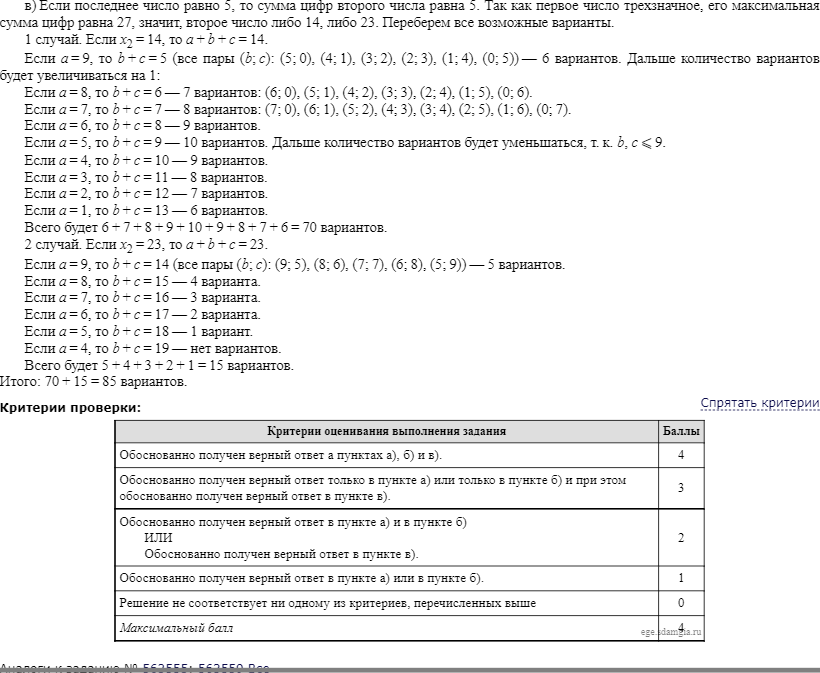 в) Если последнее число равно 5, то сумма цифр второго числа равна 5. Так как первое число трехзначное, его максимальная
сумма цифр равна 27, значит, второе число либо 14, либо 23. Переберем все возможные варианты.
1 случай. Если x₂ = 14, то a + b + c = 14.
Если a = 9, то b + c = 5 (все пары (b; c): (5; 0), (4; 1), (3; 2), (2; 3), (1; 4), (0; 5)) — 6 вариантов. Дальше количество вариантов
будет увеличиваться на 1:
Если a = 8, то b + c = 6 — 7 вариантов: (6; 0), (5; 1), (4; 2), (3; 3), (2; 4), (1; 5), (0; 6).
Если a = 7, то b + c = 7 — 8 вариантов: (7; 0), (6; 1), (5; 2), (4; 3), (3; 4), (2; 5), (1; 6), (0; 7).
Если a = 6, то b + c = 8 — 9 вариантов.
Если a = 5, то b + c = 9 — 10 вариантов. Дальше количество вариантов будет уменьшаться, т. к. b, c ⩽ 9.
Если a = 4, то b + c = 10 — 9 вариантов.
Если a = 3, то b + c = 11 — 8 вариантов.
Если a = 2, то b + c = 12 — 7 вариантов.
Если a = 1, то b + c = 13 — 6 вариантов.
Всего будет 6 + 7 + 8 + 9 + 10 + 9 + 8 + 7 + 6 = 70 вариантов.
2 случай. Если x₂ = 23, то a + b + c = 23.
Если a = 9, то b + c = 14 (все пары (b; c): (9; 5), (8; 6), (7; 7), (6; 8), (5; 9)) — 5 вариантов.
Если a = 8, то b + c = 15 — 4 варианта.
Если a = 7, то b + c = 16 — 3 варианта.
Если a = 6, то b + c = 17 — 2 варианта.
Если a = 5, то b + c = 18 — 1 вариант.
Если a = 4, то b + c = 19 — нет вариантов.
Всего будет 5 + 4 + 3 + 2 + 1 = 15 вариантов.
Итого: 70 + 15 = 85 вариантов.
Критерии проверки:
Спрятать критерии
Критерии оценивания выполнения задания Баллы
Обоснованно получен верный ответ а пунктах а), б) и в). 4
Обоснованно получен верный ответ только в пункте а) или только в пункте б) и при этом
обоснованно получен верный ответ в пункте в). 3
Обоснованно получен верный ответ в пункте а) и в пункте б)
ИЛИ
Обоснованно получен верный ответ в пункте в). 2
Обоснованно получен верный ответ в пункте а) или в пункте б). 1
Решение не соответствует ни одному из критериев, перечисленных выше 0
Максимальный балл 4
ege.sdamgia.ru
Аналоги к заданию № 562555: 562559 Все